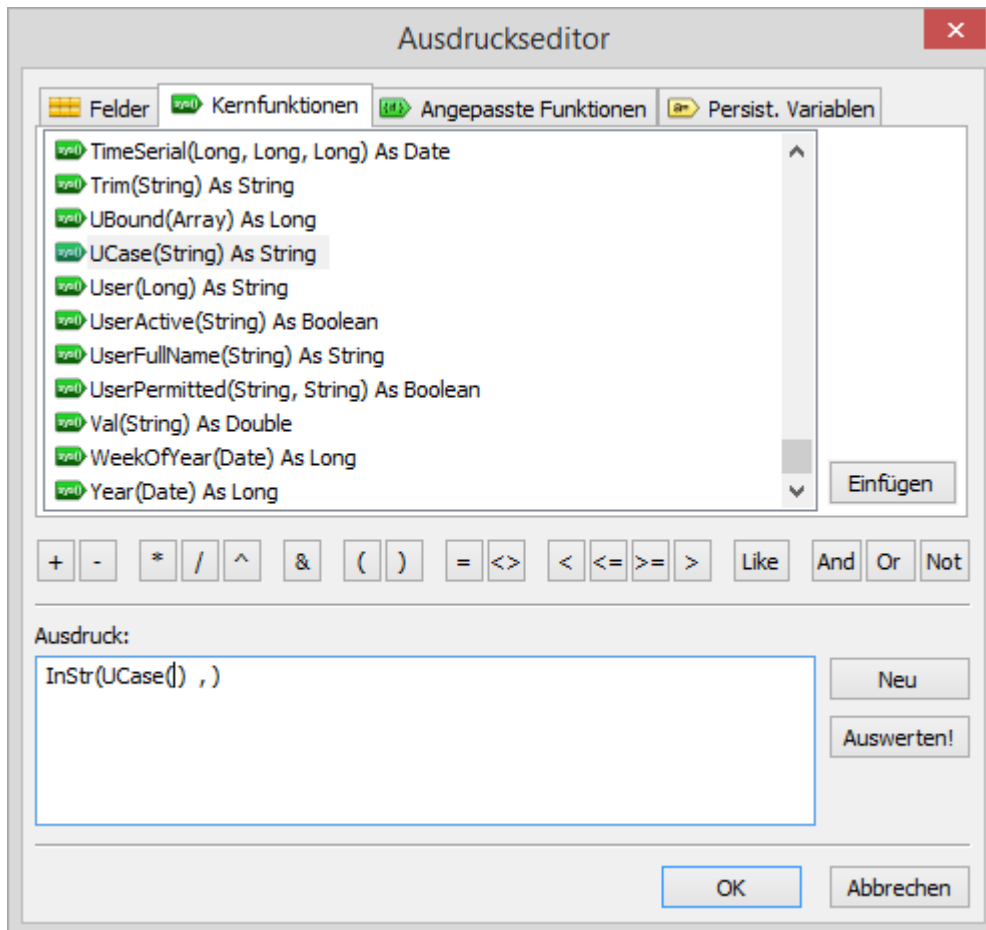 Ausdruckseditor
Felder Kernfunktionen Angepasste Funktionen Persist. Variablen
TimeSerial(Long, Long, Long) As Date
Trim(String) As String
UBound(Array) As Long
UCase(String) As String
User(Long) As String
UserActive(String) As Boolean
UserFullName(String) As String
UserPermitted(String, String) As Boolean
Val(String) As Double
WeekOfYear(Date) As Long
Year(Date) As Long
Einfügen
+ - * / ^ & ( ) = <> < <= >= > Like And Or Not
Ausdruck:
InStr(UCase() , )
Neu
Auswerten!
OK Abbrechen